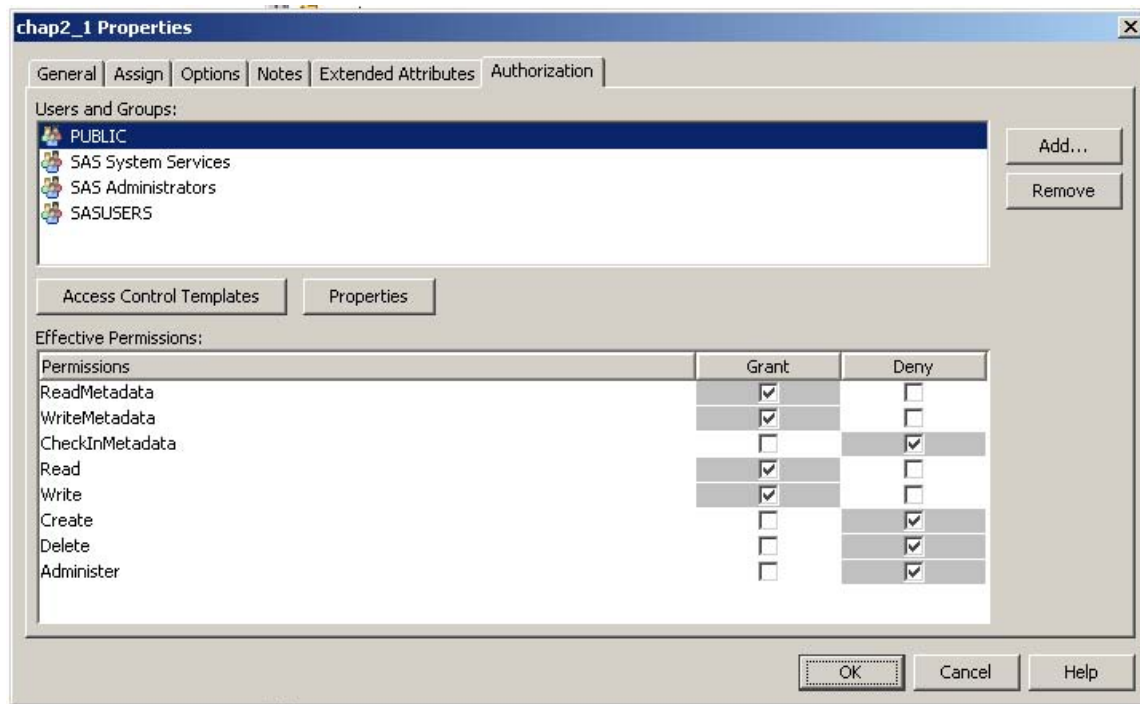 chap2_1 Properties
General Assign Options Notes Extended Attributes Authorization
Users and Groups:
PUBLIC
SAS System Services
SAS Administrators
SASUSERS
Add...
Remove
Access Control Templates Properties
Effective Permissions:
Permissions Grant Deny
ReadMetadata
WriteMetadata
CheckInMetadata
Read
Write
Create
Delete
Administer
OK Cancel Help